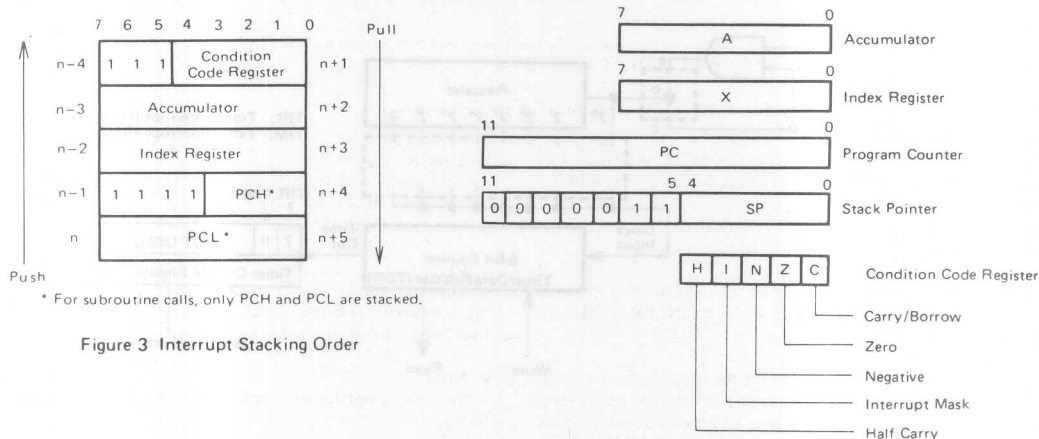 7 6 5 4 3 2 1 0 Pull
n−4 1 1 1 Condition Code Register n+1
n−3 Accumulator n+2
n−2 Index Register n+3
n−1 1 1 1 1 PCH* n+4
n PCL* n+5
Push
* For subroutine calls, only PCH and PCL are stacked.
Figure 3 Interrupt Stacking Order
7 0
A Accumulator
7 0
X Index Register
11 0
PC Program Counter
11 5 4 0
0 0 0 0 0 1 1 SP Stack Pointer
H I N Z C Condition Code Register
Carry/Borrow
Zero
Negative
Interrupt Mask
Half Carry